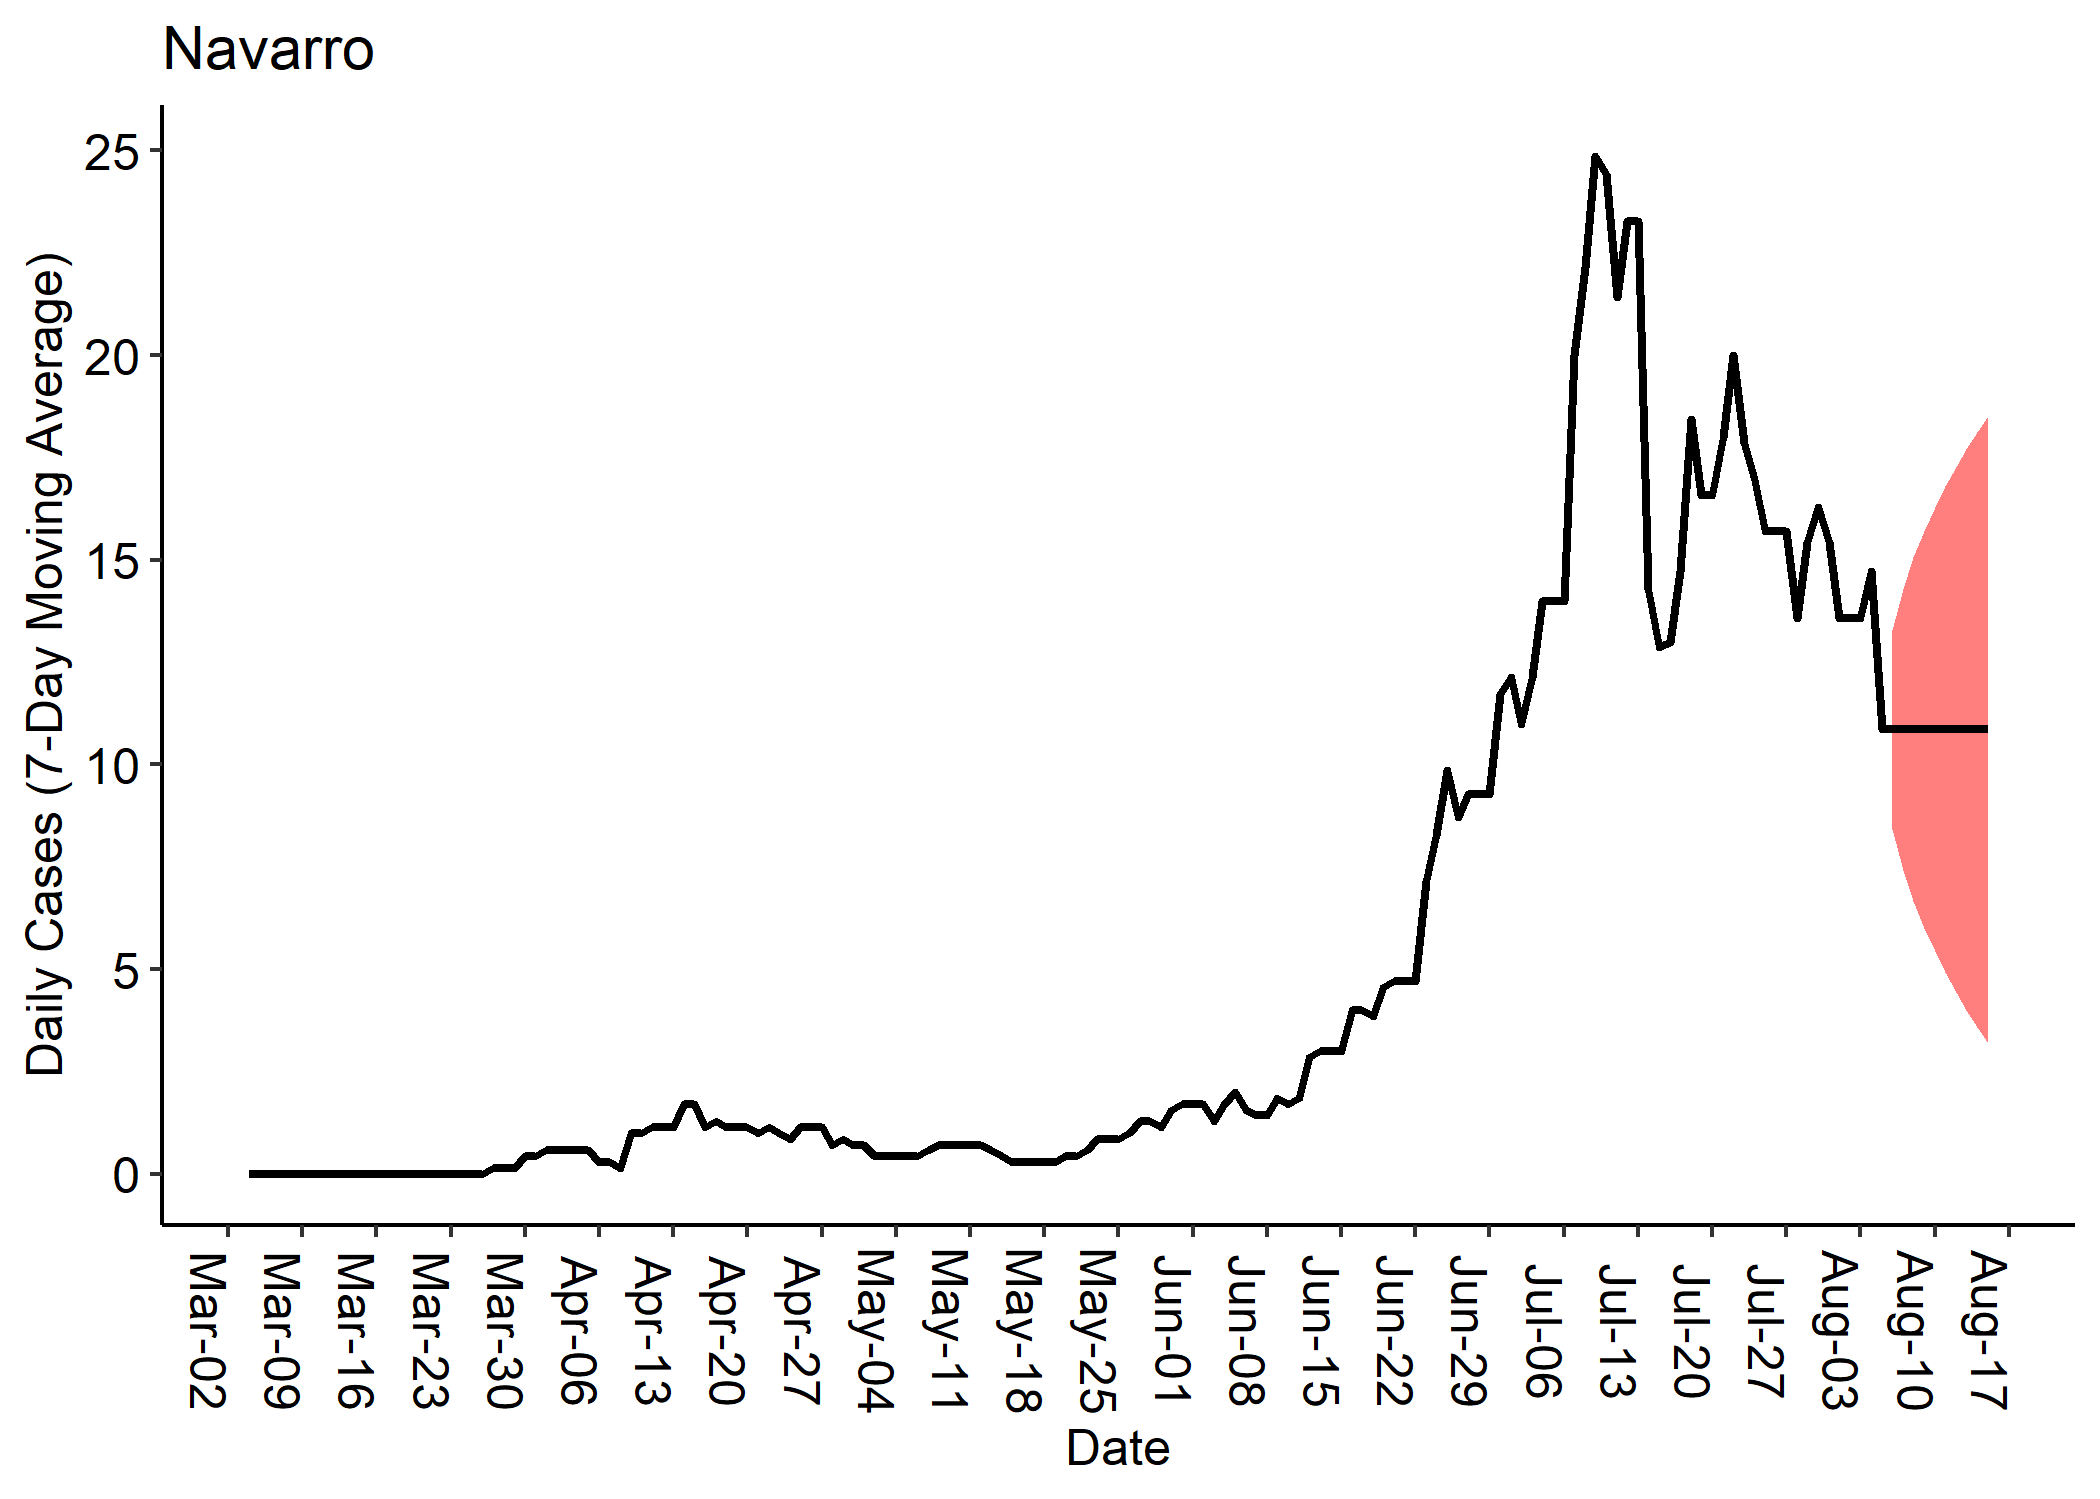 Navarro
Daily Cases (7-Day Moving Average)
25
20
15
10
5
0
Mar-02
Mar-09
Mar-16
Mar-23
Mar-30
Apr-06
Apr-13
Apr-20
Apr-27
May-04
May-11
May-18
May-25
Jun-01
Jun-08
Jun-15
Jun-22
Jun-29
Jul-06
Jul-13
Jul-20
Jul-27
Aug-03
Aug-10
Aug-17
Date